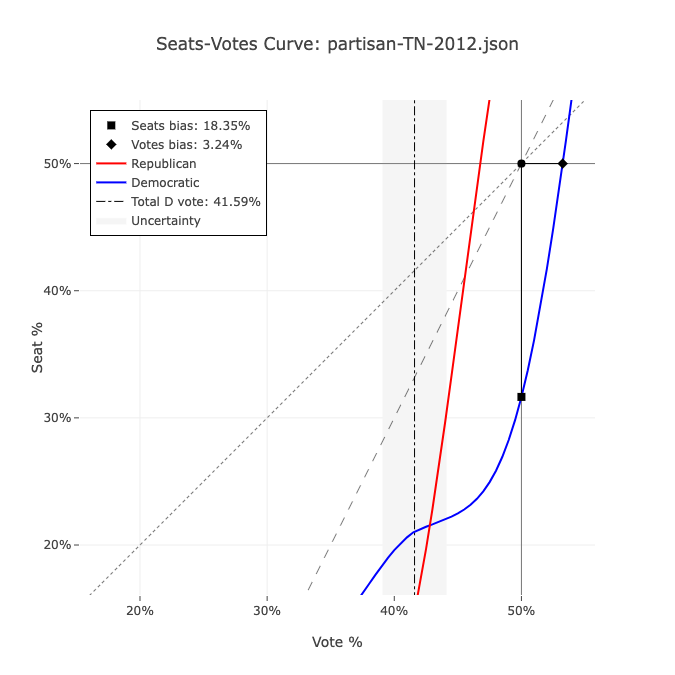 Seats-Votes Curve: partisan-TN-2012.json
Seats bias: 18.35%
Votes bias: 3.24%
Republican
Democratic
Total D vote: 41.59%
Uncertainty
50%
40%
30%
20%
Seat %
20%
30%
40%
50%
Vote %